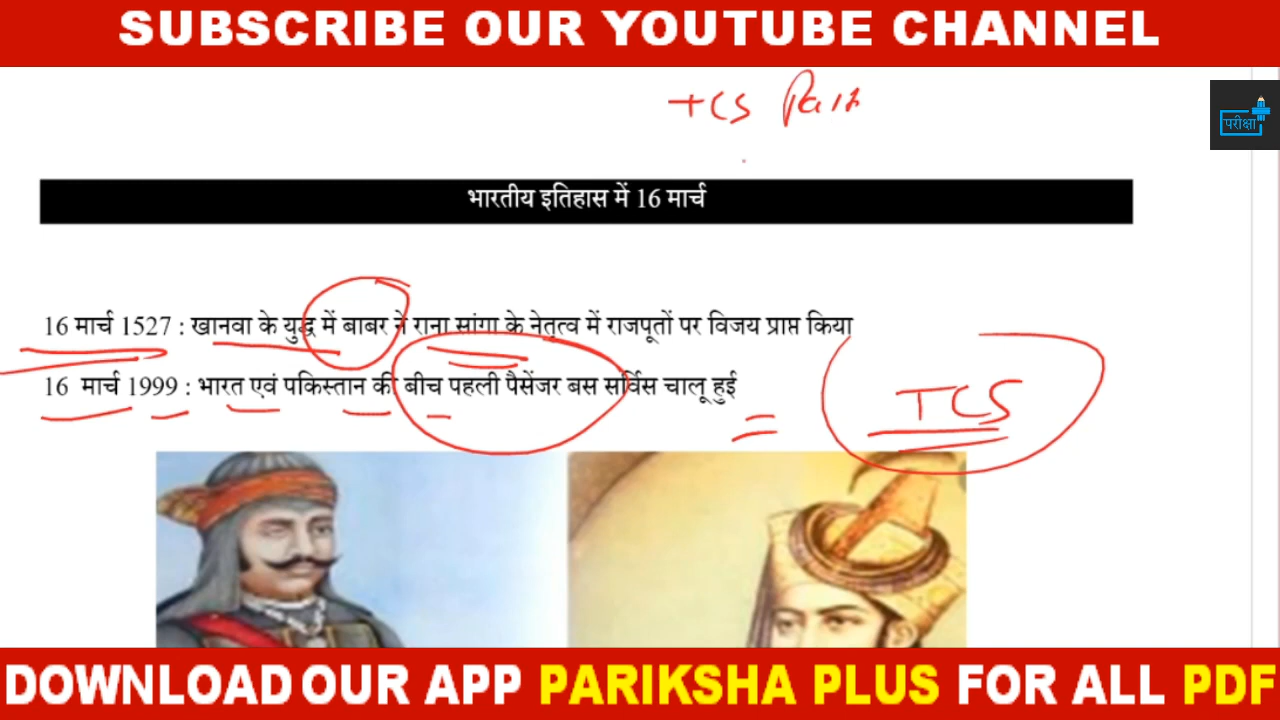 SUBSCRIBE OUR YOUTUBE CHANNEL
TCS
परीक्षा
भारतीय इतिहास में 16 मार्च
16 मार्च 1527 : खानवा के युद्ध में बाबर ने राना सांगा के नेतृत्व में राजपूतों पर विजय प्राप्त किया
16 मार्च 1999 : भारत एवं पकिस्तान की बीच पहली पैसेंजर बस सर्विस चालू हुई
TCS
DOWNLOAD OUR APP PARIKSHA PLUS FOR ALL PDF